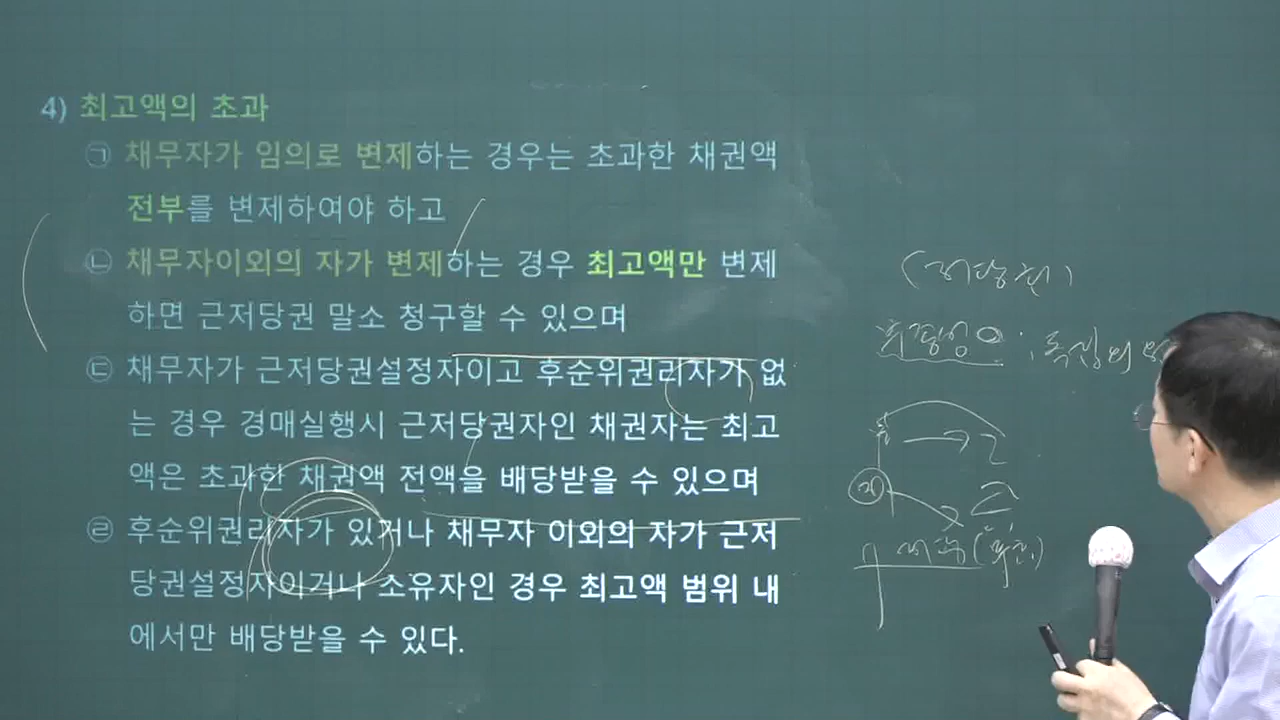 4) 최고액의 초과
㉠ 채무자가 임의로 변제하는 경우는 초과한 채권액
전부를 변제하여야 하고
㉡ 채무자이외의 자가 변제하는 경우 최고액만 변제
하면 근저당권 말소 청구할 수 있으며
㉢ 채무자가 근저당권설정자이고 후순위권리자가 없
는 경우 경매실행시 근저당권자인 채권자는 최고
액은 초과한 채권액 전액을 배당받을 수 있으며
㉣ 후순위권리자가 있거나 채무자 이외의 자가 근저
당권설정자이거나 소유자인 경우 최고액 범위 내
에서만 배당받을 수 있다.
(저당권)